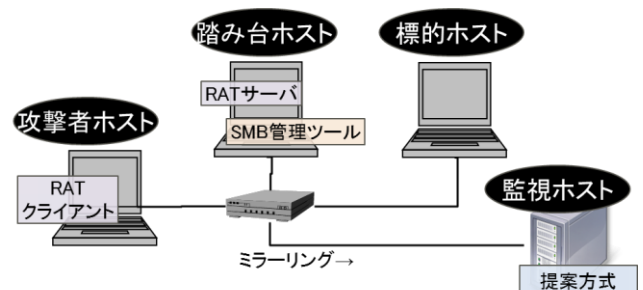 踏み台ホスト
標的ホスト
RATサーバ
攻撃者ホスト
SMB管理ツール
RAT
クライアント
監視ホスト
ミラーリング→
提案方式